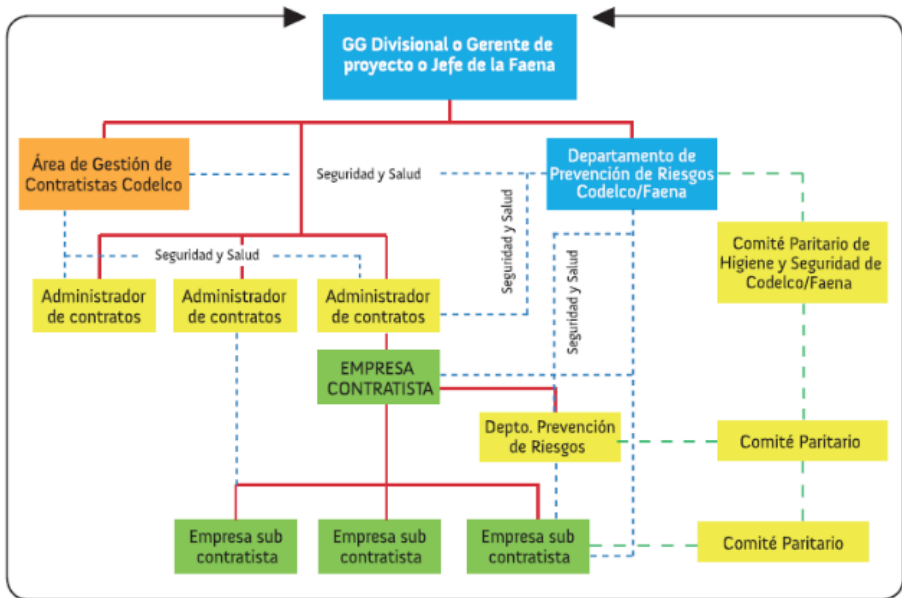 GG Divisional o Gerente de
proyecto o Jefe de la Faena
Área de Gestión de
Contratistas Codelco
Seguridad y Salud
Departamento de
Prevención de Riesgos
Codelco/Faena
Seguridad y Salud
Seguridad y Salud
Seguridad y Salud
Comité Paritario de
Higiene y Seguridad de
Codelco/Faena
Administrador
de contratos
Administrador
de contratos
Administrador
de contratos
EMPRESA
CONTRATISTA
Depto. Prevención
de Riesgos
Comité Paritario
Empresa sub
contratista
Empresa sub
contratista
Empresa sub
contratista
Comité Paritario